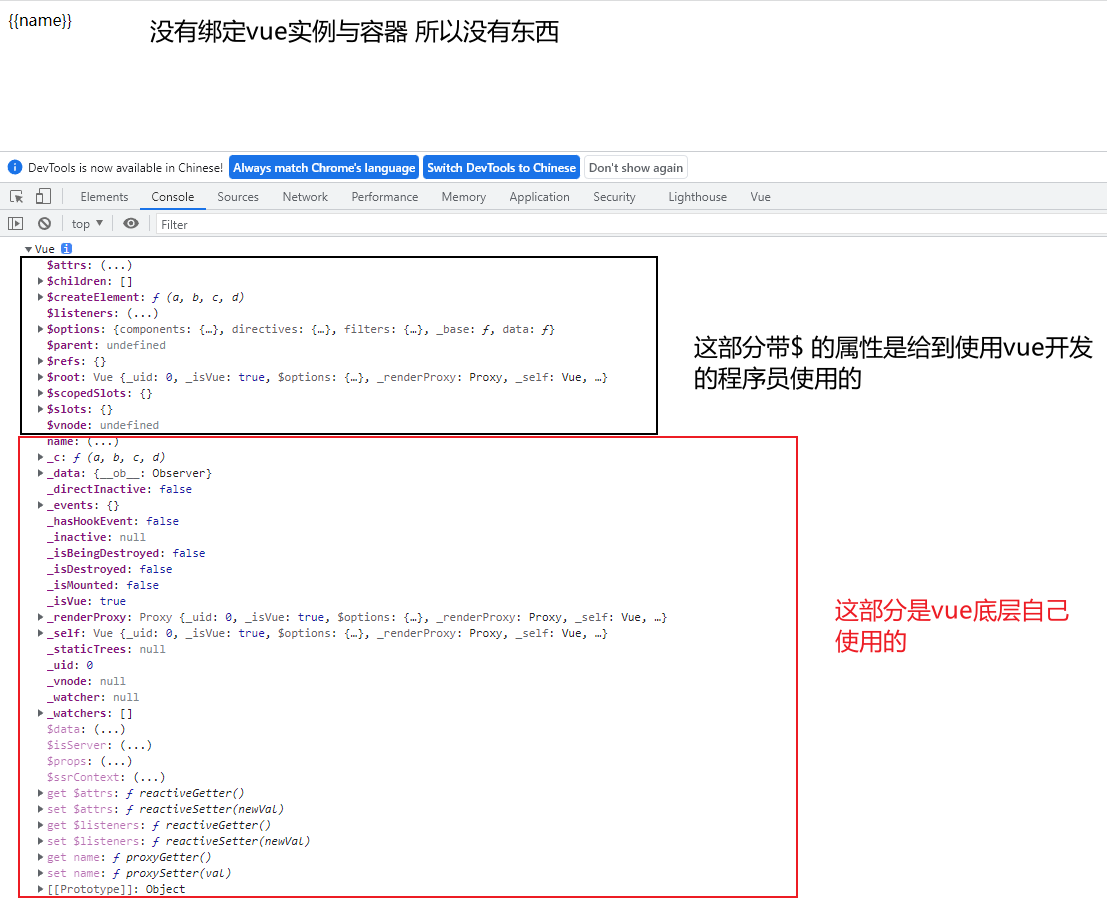 {{name}}
没有绑定vue实例与容器 所以没有东西
DevTools is now available in Chinese! Always match Chrome's language Switch DevTools to Chinese Don't show again
Elements Console Sources Network Performance Memory Application Security Lighthouse Vue
top ▼ Filter
▼Vue i
$attrs: (...)
▶$children: []
▶$createElement: ƒ (a, b, c, d)
$listeners: (...)
▶$options: {components: {…}, directives: {…}, filters: {…}, _base: ƒ, data: ƒ}
$parent: undefined
▶$refs: {}
▶$root: Vue {_uid: 0, _isVue: true, $options: {…}, _renderProxy: Proxy, _self: Vue, …}
▶$scopedSlots: {}
▶$slots: {}
$vnode: undefined
这部分带$ 的属性是给到使用vue开发
的程序员使用的
name: (...)
▶_c: ƒ (a, b, c, d)
▶_data: {__ob__: Observer}
_directInactive: false
▶_events: {}
_hasHookEvent: false
_inactive: null
_isBeingDestroyed: false
_isDestroyed: false
_isMounted: false
_isVue: true
▶_renderProxy: Proxy {_uid: 0, _isVue: true, $options: {…}, _renderProxy: Proxy, _self: Vue, …}
▶_self: Vue {_uid: 0, _isVue: true, $options: {…}, _renderProxy: Proxy, _self: Vue, …}
_staticTrees: null
_uid: 0
_vnode: null
_watcher: null
▶_watchers: []
$data: (...)
$isServer: (...)
$props: (...)
$ssrContext: (...)
▶get $attrs: ƒ reactiveGetter()
▶set $attrs: ƒ reactiveSetter(newVal)
▶get $listeners: ƒ reactiveGetter()
▶set $listeners: ƒ reactiveSetter(newVal)
▶get name: ƒ proxyGetter()
▶set name: ƒ proxySetter(val)
▶[[Prototype]]: Object
这部分是vue底层自己
使用的